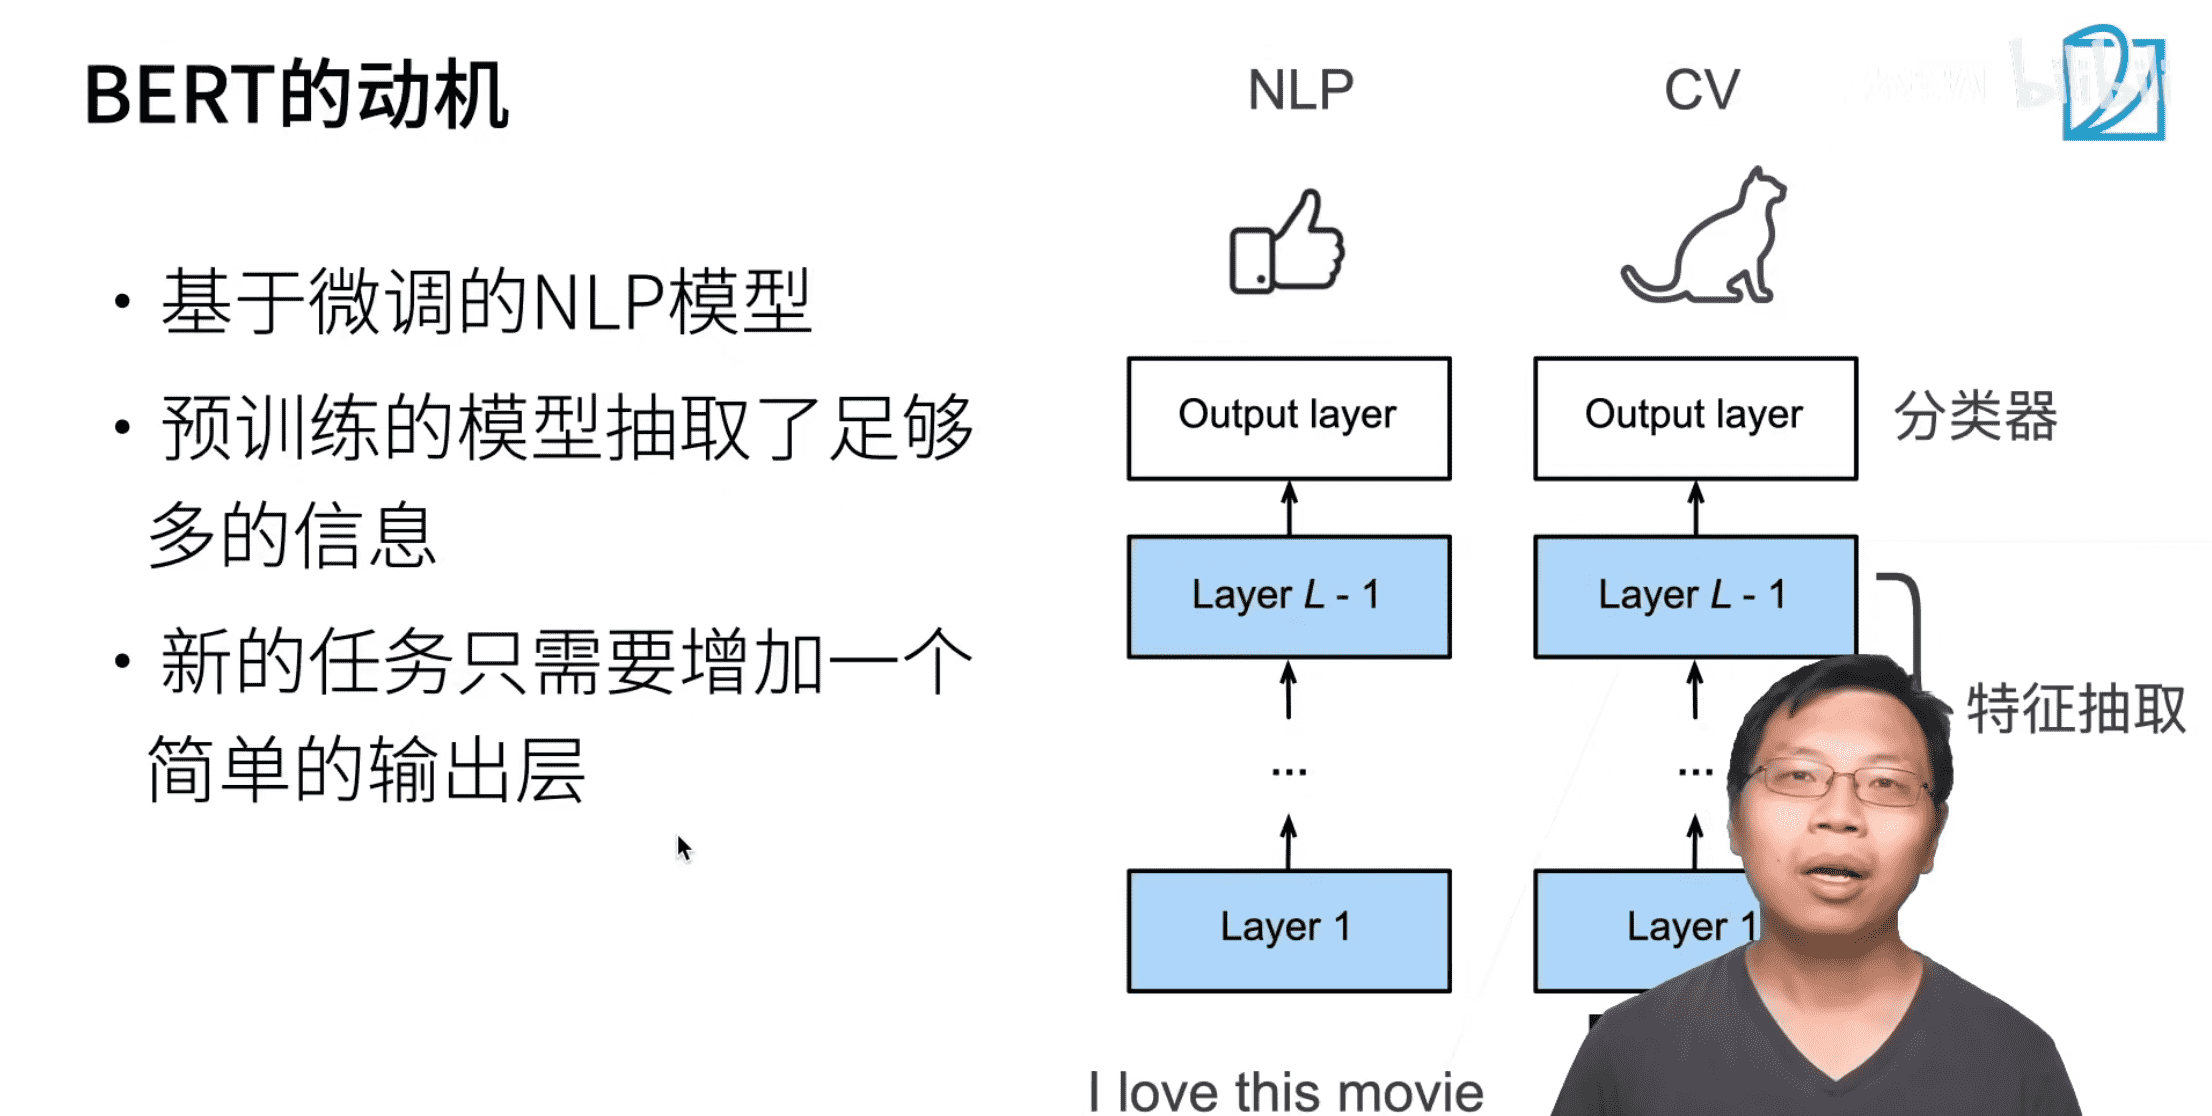 BERT的动机
• 基于微调的NLP模型
• 预训练的模型抽取了足够
多的信息
• 新的任务只需要增加一个
简单的输出层
NLP
CV
bilibili
Output layer
Output layer
分类器
Layer L - 1
Layer L - 1
特征抽取
...
...
Layer 1
Layer 1
I love this movie